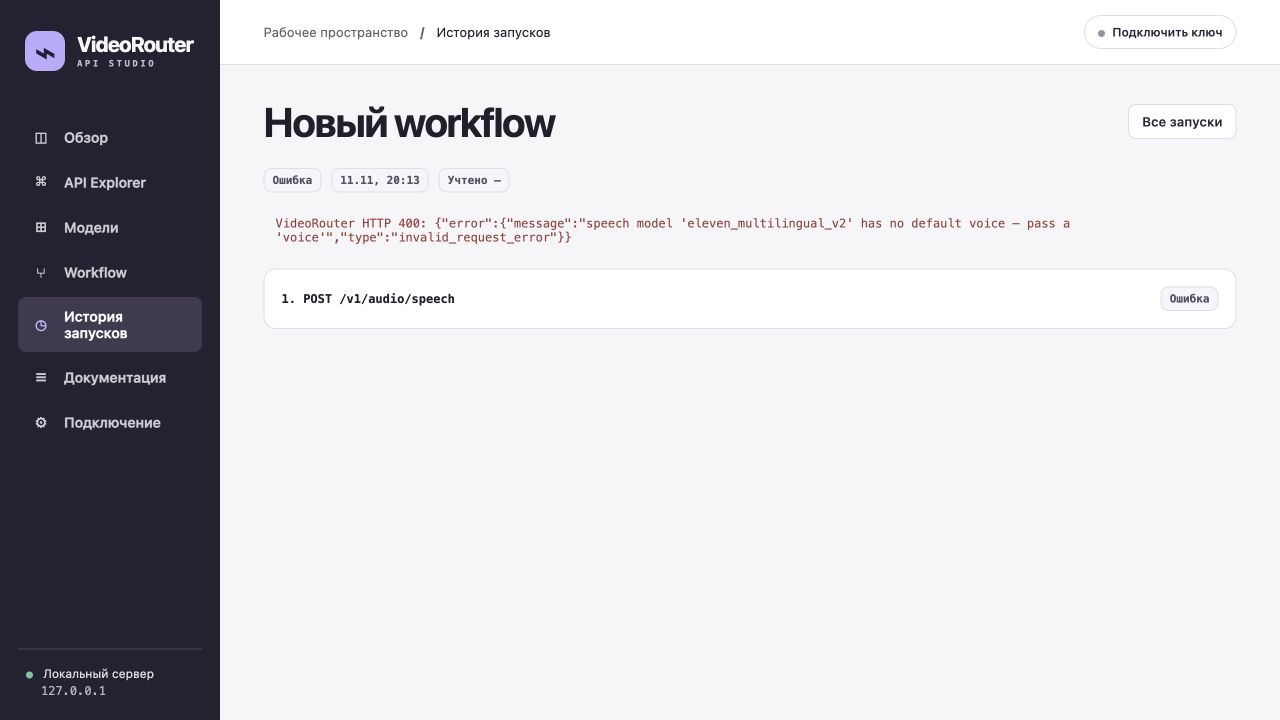 VideoRouter
API STUDIO
Обзор
API Explorer
Модели
Workflow
История
запусков
Документация
Подключение
Локальный сервер
127.0.0.1
Рабочее пространство / История запусков
Подключить ключ
Новый workflow
Все запуски
Ошибка
11.11, 20:13
Учтено —
VideoRouter HTTP 400: {"error":{"message":"speech model 'eleven_multilingual_v2' has no default voice — pass a
'voice'","type":"invalid_request_error"}}
1. POST /v1/audio/speech
Ошибка